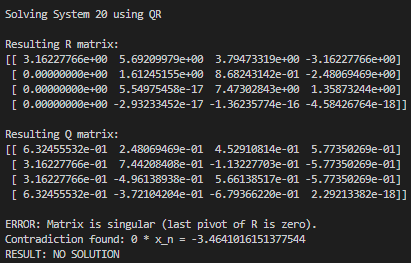 Solving System 20 using QR
Resulting R matrix:
[[ 3.16227766e+00  5.69209979e+00  3.79473319e+00 -3.16227766e+00]
 [ 0.00000000e+00  1.61245155e+00  8.68243142e-01 -2.48069469e+00]
 [ 0.00000000e+00  5.54975458e-17  7.47302843e+00  1.35873244e+00]
 [ 0.00000000e+00 -2.93233452e-17 -1.36235774e-16 -4.58426764e-18]]
Resulting Q matrix:
[[ 6.32455532e-01  2.48069469e-01  4.52910814e-01  5.77350269e-01]
 [ 3.16227766e-01  7.44208408e-01 -1.13227703e-01 -5.77350269e-01]
 [ 3.16227766e-01 -4.96138938e-01  5.66138517e-01 -5.77350269e-01]
 [ 6.32455532e-01 -3.72104204e-01 -6.79366220e-01  2.29213382e-18]]
ERROR: Matrix is singular (last pivot of R is zero).
Contradiction found: 0 * x_n = -3.4641016151377544
RESULT: NO SOLUTION